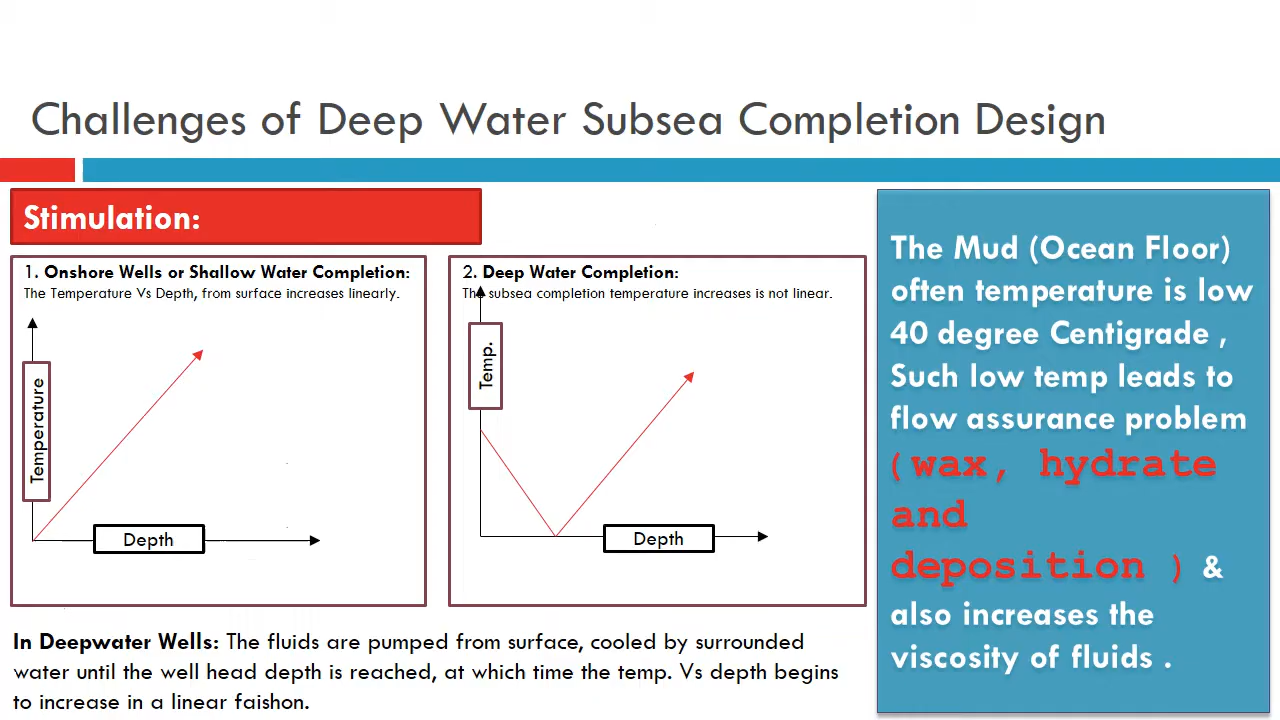 Challenges of Deep Water Subsea Completion Design
Stimulation:
1. Onshore Wells or Shallow Water Completion:
The Temperature Vs Depth, from surface increases linearly.
Temperature
Depth
2. Deep Water Completion:
The subsea completion temperature increases is not linear.
Temp.
Depth
In Deepwater Wells: The fluids are pumped from surface, cooled by surrounded
water until the well head depth is reached, at which time the temp. Vs depth begins
to increase in a linear faishon.
The Mud (Ocean Floor)
often temperature is low
40 degree Centigrade ,
Such low temp leads to
flow assurance problem
(wax, hydrate
and
deposition ) &
also increases the
viscosity of fluids .